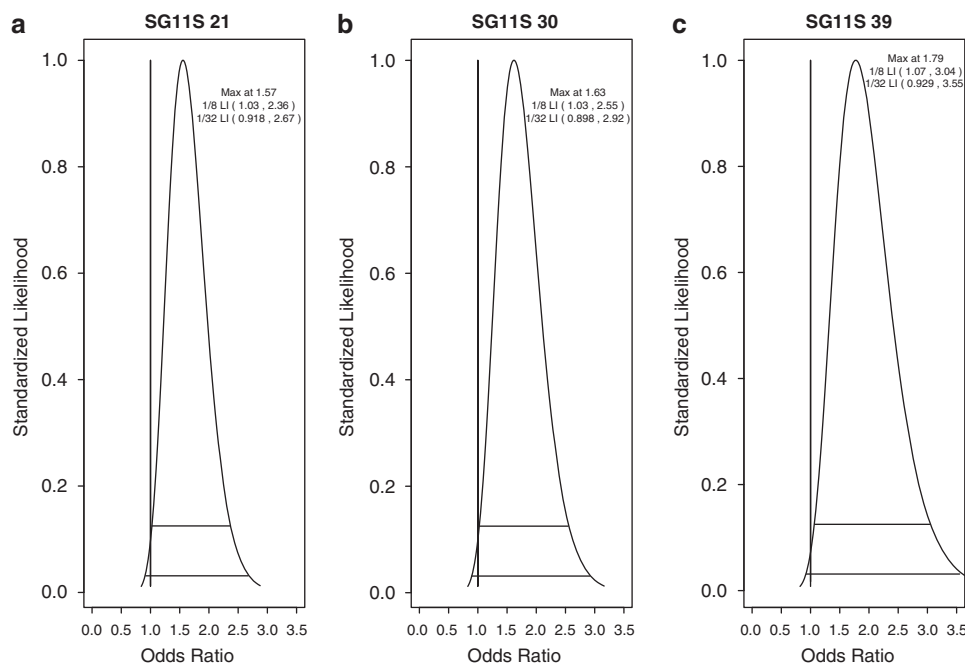 a
SG11S 21
Max at 1.57
1/8 LI ( 1.03 , 2.36 )
1/32 LI ( 0.918 , 2.67 )
Standardized Likelihood
1.0
0.8
0.6
0.4
0.2
0.0
0.0 0.5 1.0 1.5 2.0 2.5 3.0 3.5
Odds Ratio
b
SG11S 30
Max at 1.63
1/8 LI ( 1.03 , 2.55 )
1/32 LI ( 0.898 , 2.92 )
Standardized Likelihood
1.0
0.8
0.6
0.4
0.2
0.0
0.0 0.5 1.0 1.5 2.0 2.5 3.0 3.5
Odds Ratio
c
SG11S 39
Max at 1.79
1/8 LI ( 1.07 , 3.04 )
1/32 LI ( 0.929 , 3.55
Standardized Likelihood
1.0
0.8
0.6
0.4
0.2
0.0
0.0 0.5 1.0 1.5 2.0 2.5 3.0 3.5
Odds Ratio